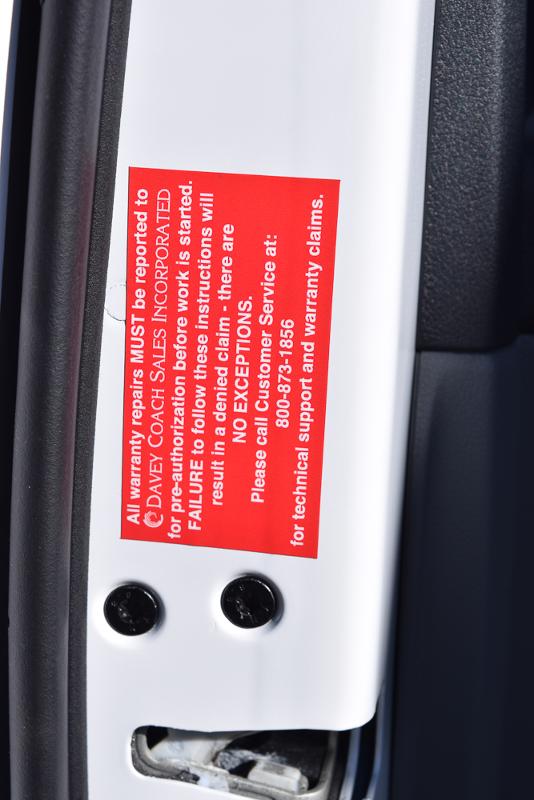 All warranty repairs MUST be reported to
DAVEY COACH SALES INCORPORATED
for pre-authorization before work is started.
FAILURE to follow these instructions will
result in a denied claim - there are
NO EXCEPTIONS.
Please call Customer Service at:
800-873-1856
for technical support and warranty claims.